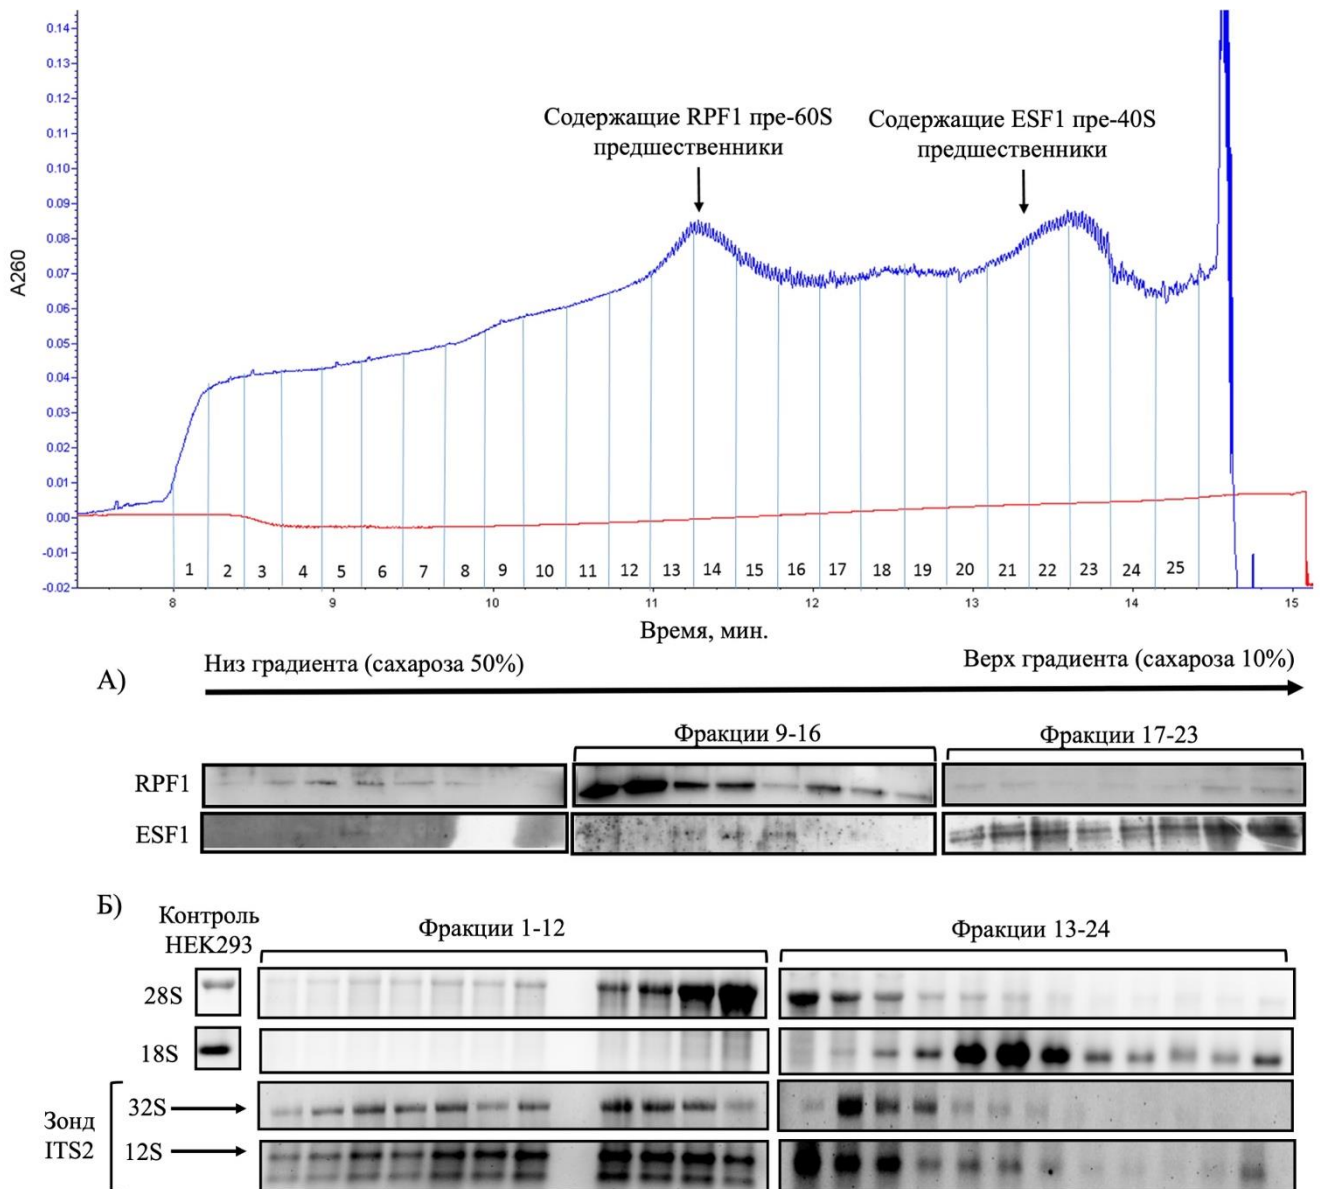 0.14
0.12
0.11
0.10
0.09
0.08
0.07
0.06
0.05
0.04
0.03
0.02
0.01
0.00
-0.01
-0.02
A260
Содержащие RPF1 пре-60S
предшественники
Содержащие ESF1 пре-40S
предшественники
1 2 3 4 5 6 7 8 9 10 11 12 13 14 15 16 17 18 19 20 21 22 23 24 25
8 9 10 11 12 13 14 15
Время, мин.
А)
Низ градиента (сахароза 50%)
Верх градиента (сахароза 10%)
Фракции 9-16
Фракции 17-23
RPF1
ESF1
Б)
Контроль
HEK293
Фракции 1-12
Фракции 13-24
28S
18S
Зонд
ITS2
32S
12S